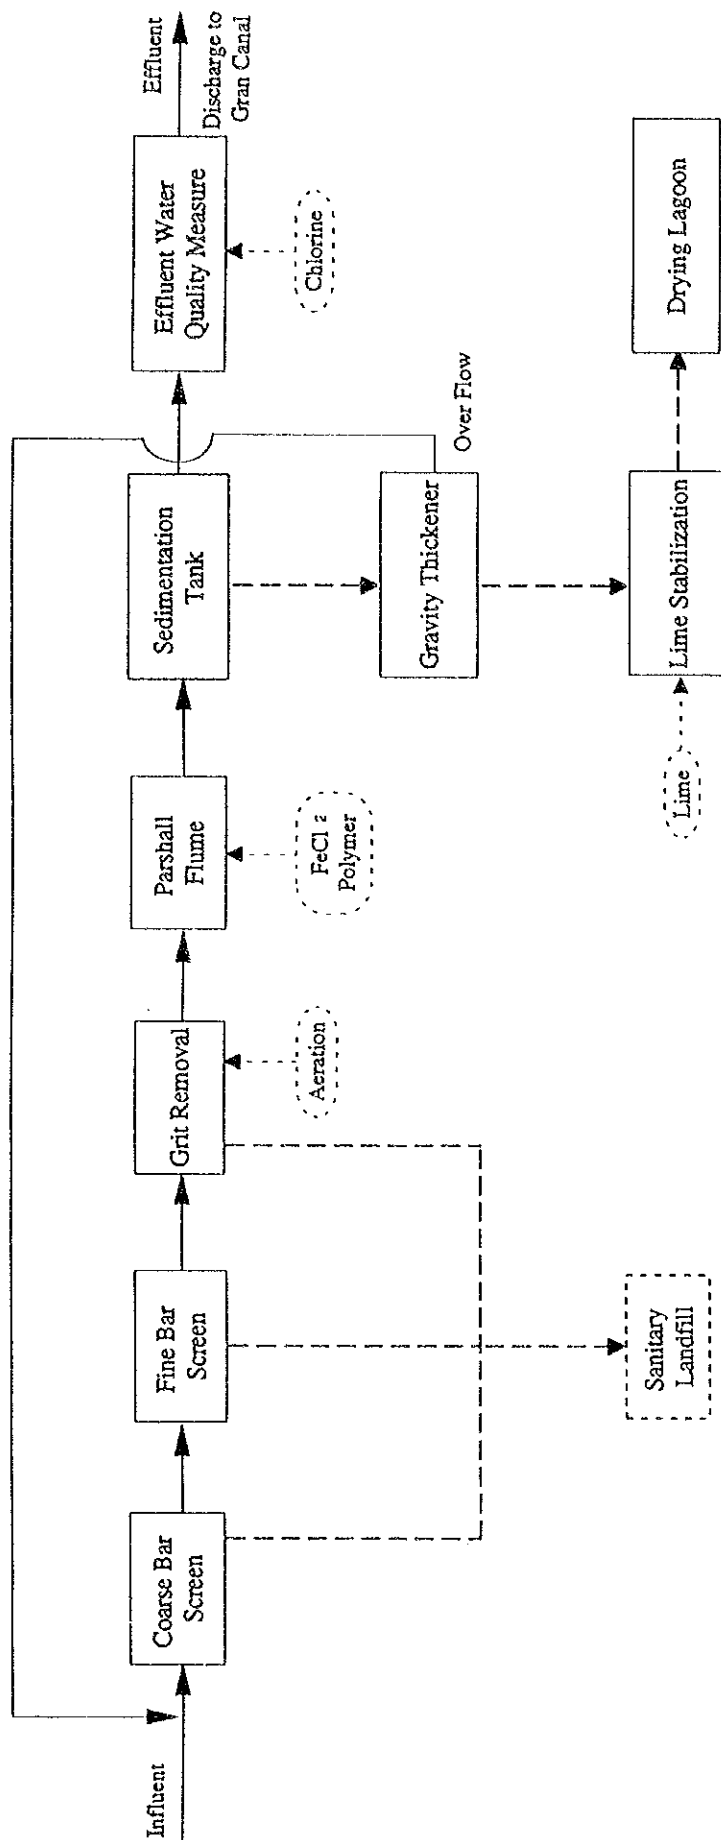 Influent
Coarse Bar
Screen
Fine Bar
Screen
Grit Removal
Parshall
Flume
Sedimentation
Tank
Effluent Water
Quality Measure
Effluent
Discharge to
Gran Canal
Aeration
FeCl 2
Polymer
Chlorine
Gravity Thickener
Over Flow
Sanitary
Landfill
Lime
Lime Stabilization
Drying Lagoon